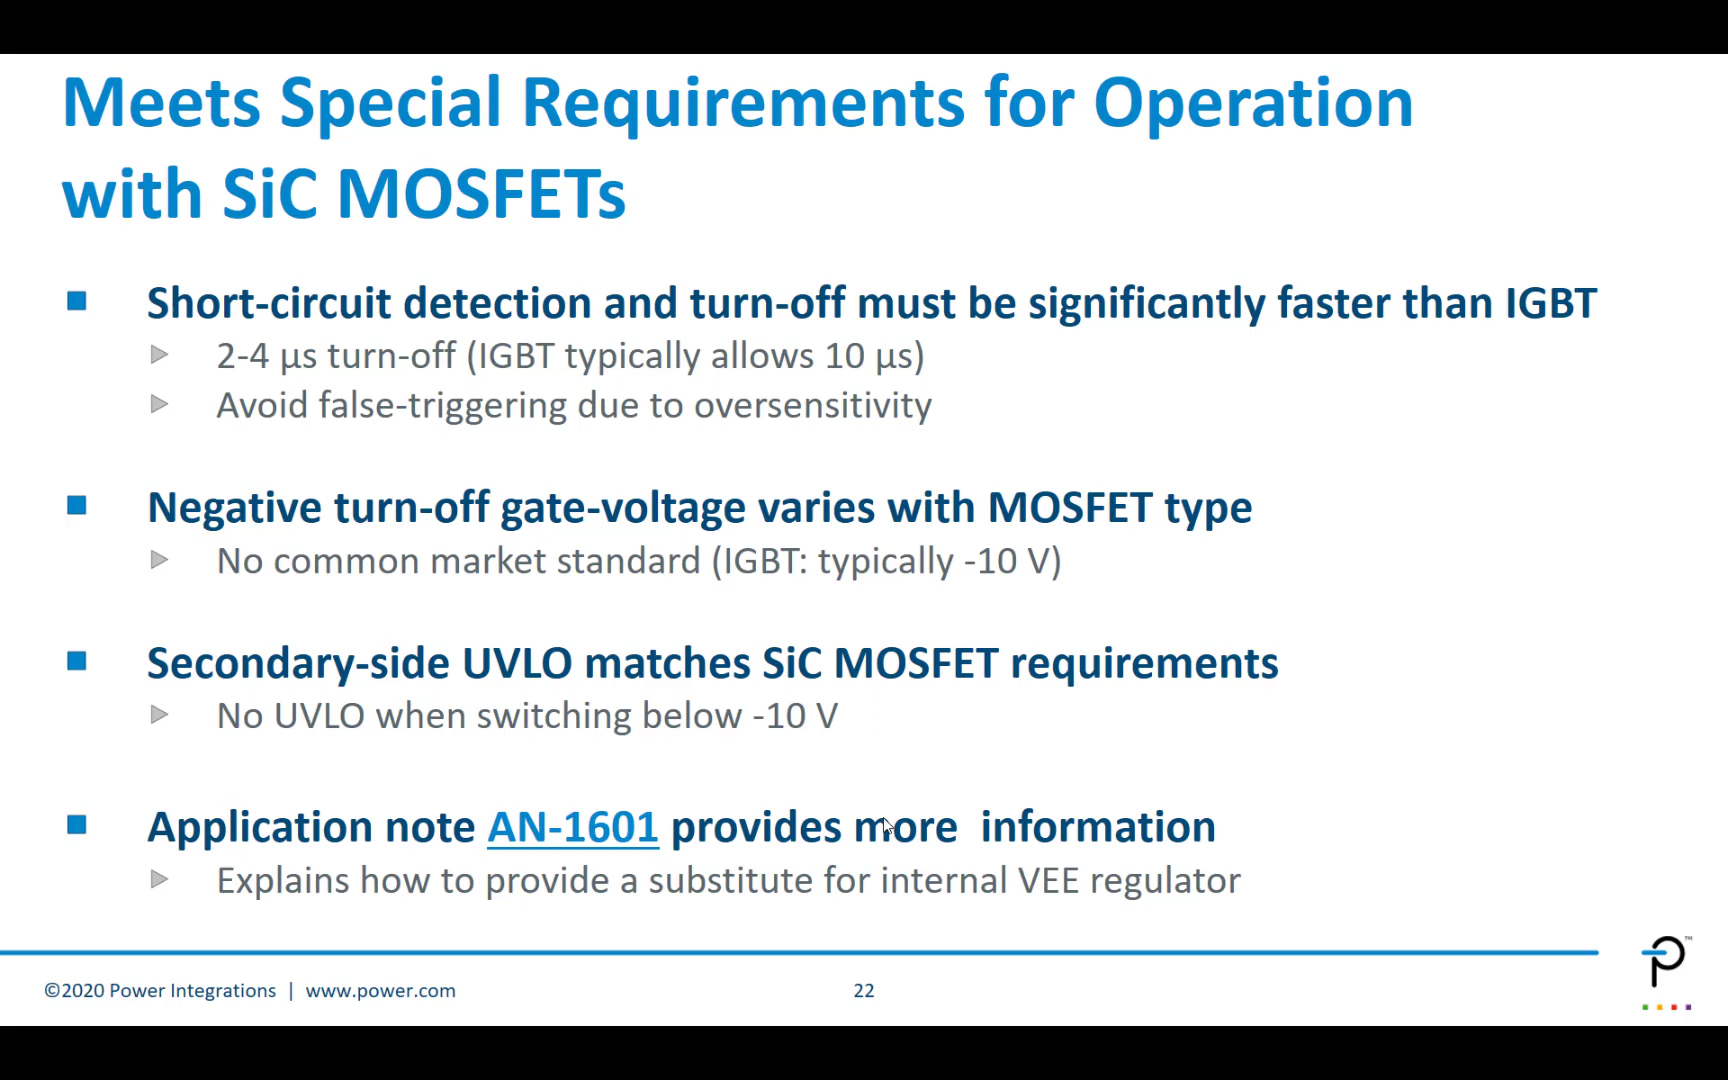 Meets Special Requirements for Operation
with SiC MOSFETs
Short-circuit detection and turn-off must be significantly faster than IGBT
2-4 µs turn-off (IGBT typically allows 10 µs)
Avoid false-triggering due to oversensitivity
Negative turn-off gate-voltage varies with MOSFET type
No common market standard (IGBT: typically -10 V)
Secondary-side UVLO matches SiC MOSFET requirements
No UVLO when switching below -10 V
Application note AN-1601 provides more  information
Explains how to provide a substitute for internal VEE regulator
©2020 Power Integrations | www.power.com
22
™